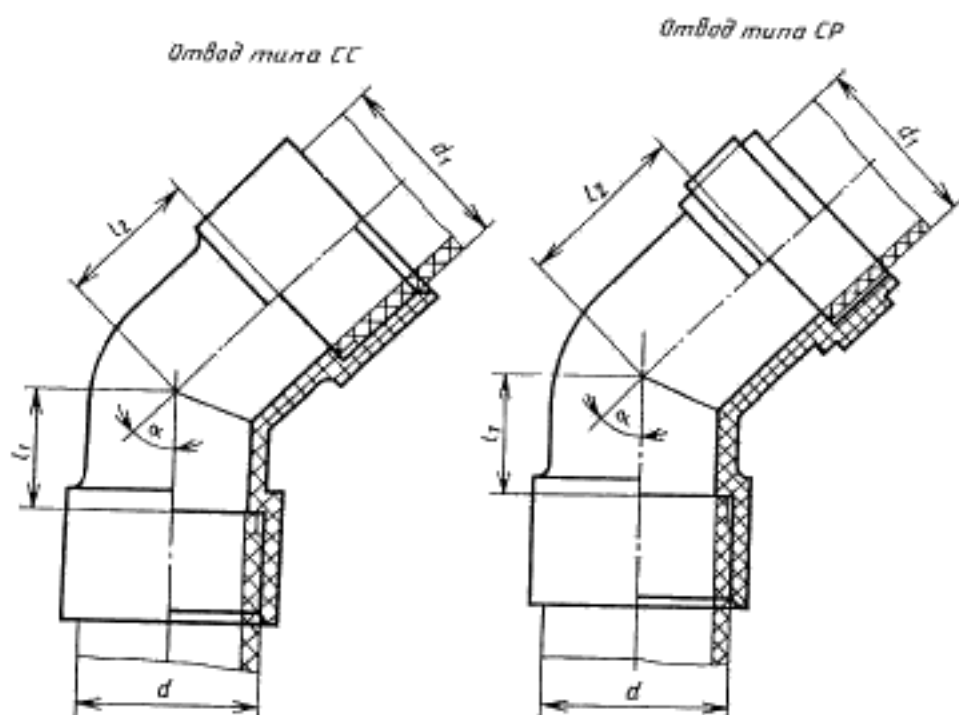 Отвод типа СС
Отвод типа СР
d₁
l₂
α
l₁
d
d₁
l₂
α
l₁
d